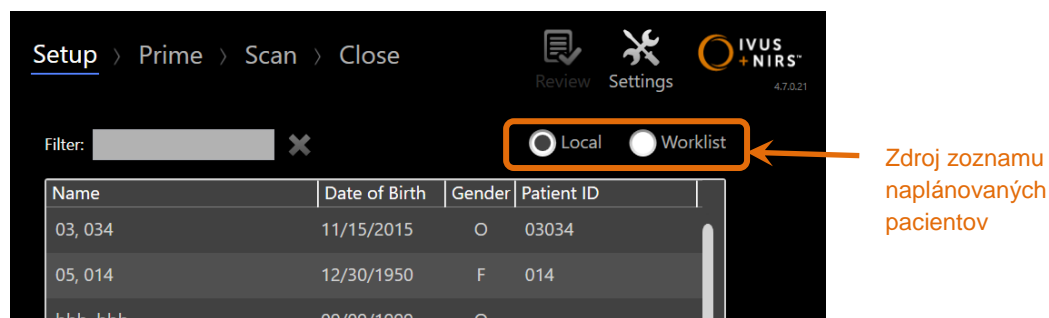 Setup › Prime › Scan › Close
Review
Settings
IVUS
+NIRS™
4.7.0.21
Filter:
Local
Worklist
Zdroj zoznamu
naplánovaných
pacientov
Name Date of Birth Gender Patient ID
03, 034 11/15/2015 O 03034
05, 014 12/30/1950 F 014